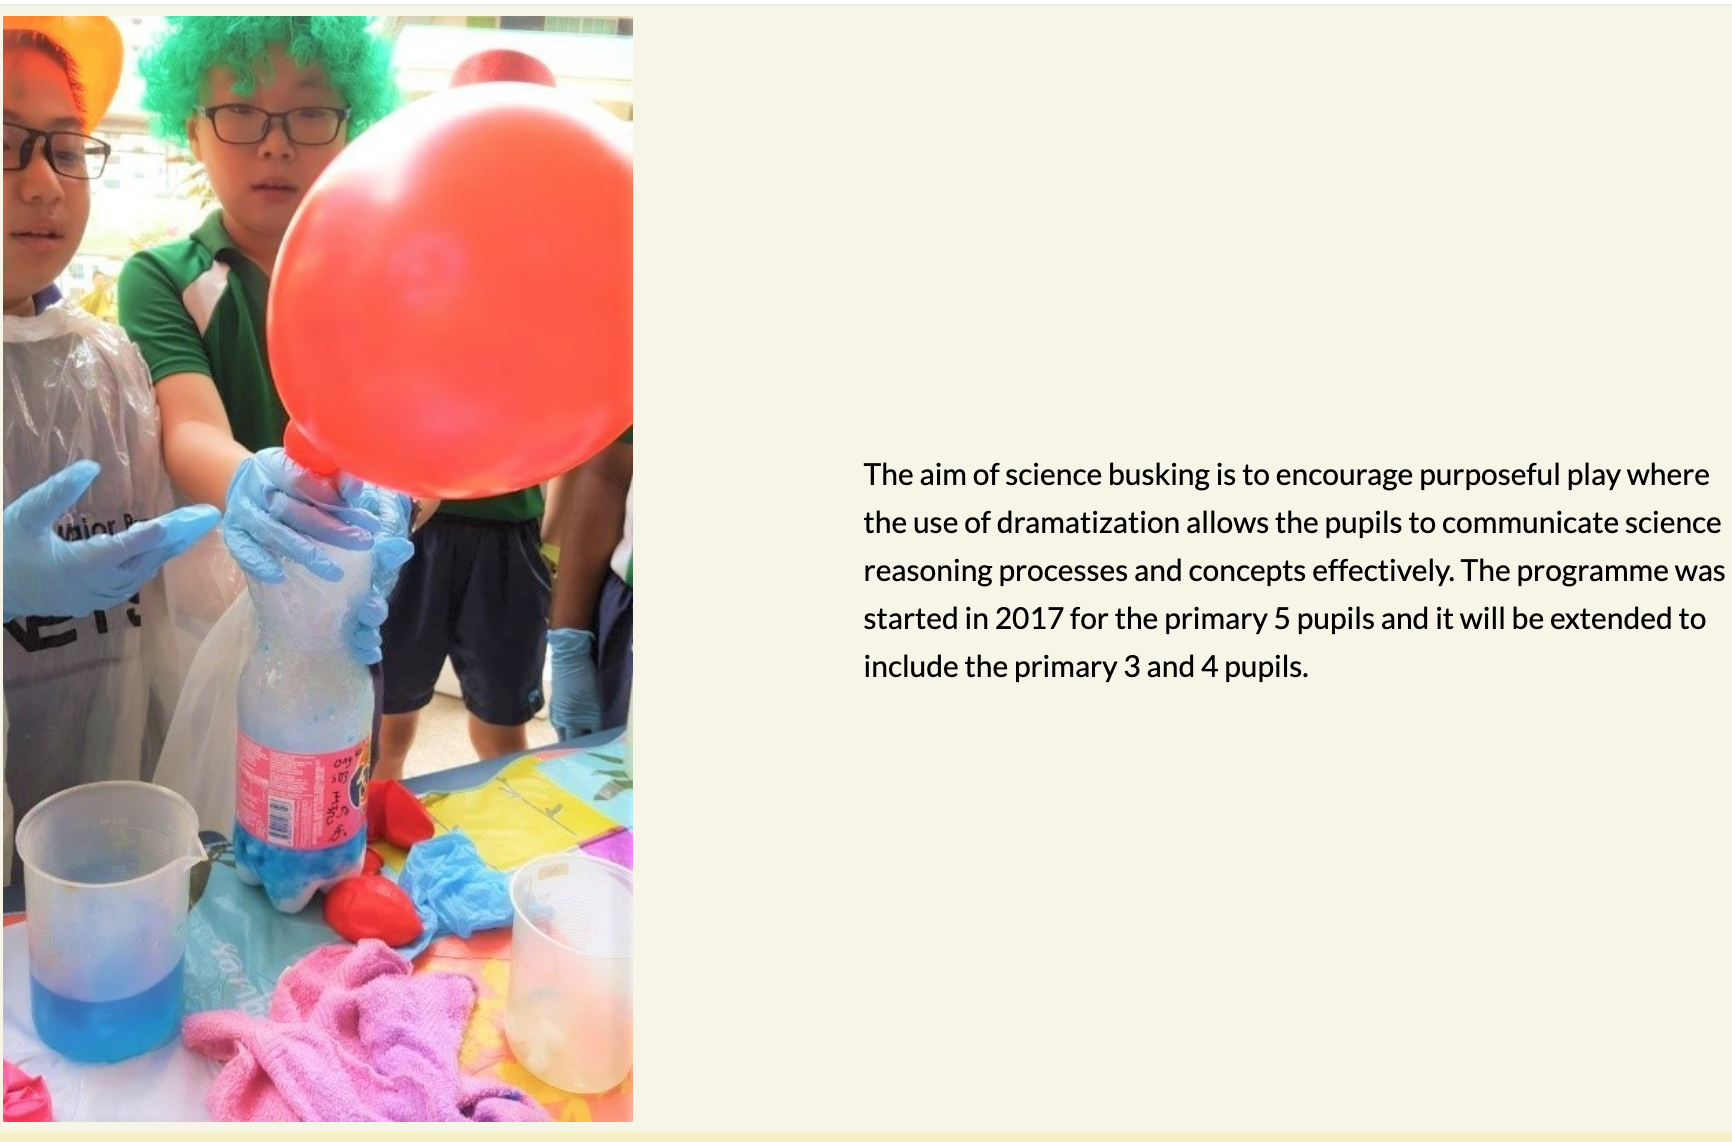 The aim of science busking is to encourage purposeful play where
the use of dramatization allows the pupils to communicate science
reasoning processes and concepts effectively. The programme was
started in 2017 for the primary 5 pupils and it will be extended to
include the primary 3 and 4 pupils.